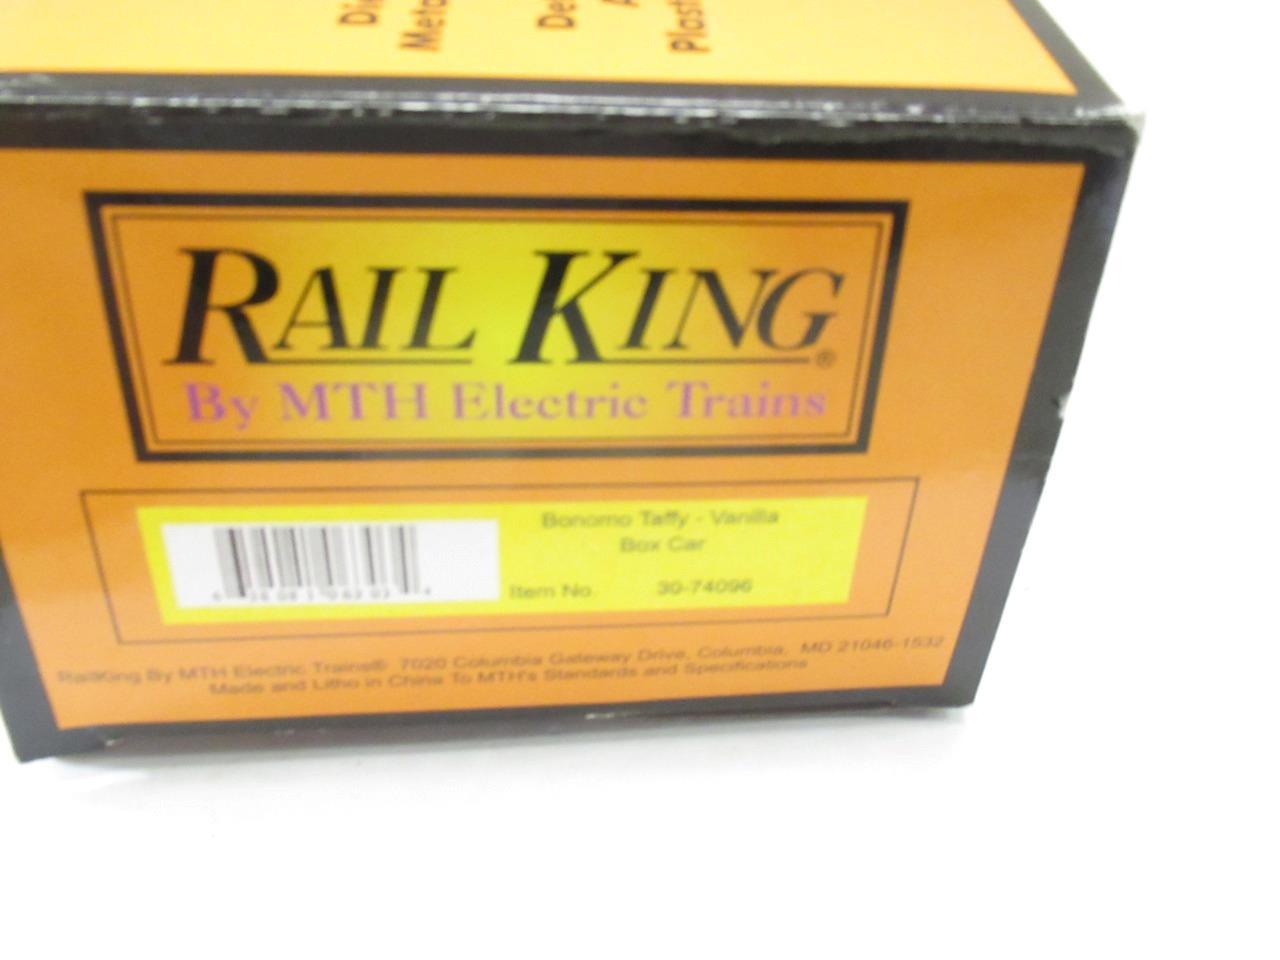 RAIL KING®
By MTH Electric Trains
Bonomo Taffy - Vanilla
Box Car
Item No. 30-74096
RailKing By MTH Electric Trains® 7020 Columbia Gateway Drive, Columbia, MD 21046-1532
Made and Litho in China To MTH's Standards and Specifications